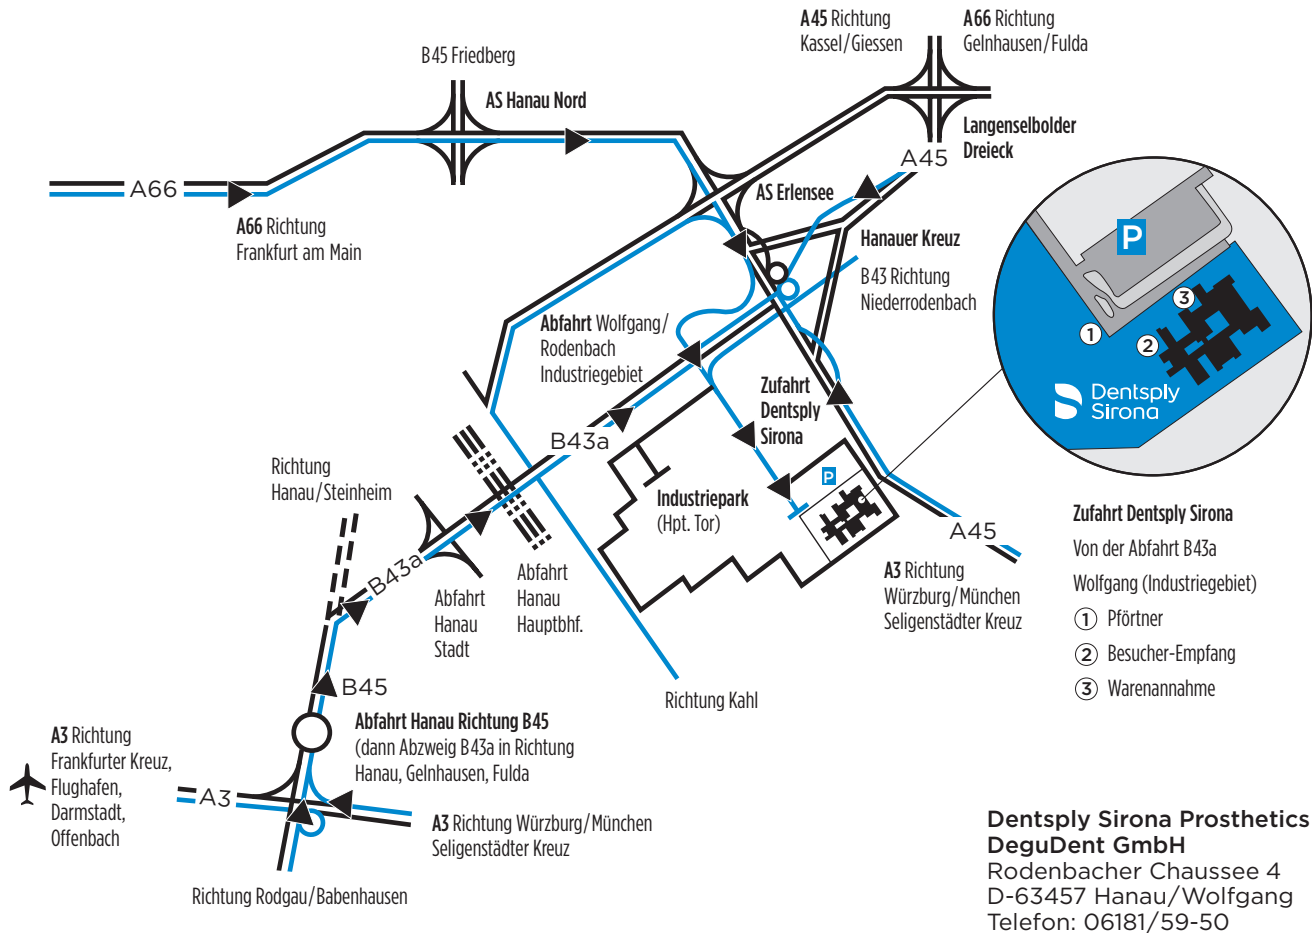 A45 Richtung
Kassel/Giessen
A66 Richtung
Gelnhausen/Fulda
B45 Friedberg
AS Hanau Nord
Langenselbolder
Dreieck
A45
A66
AS Erlensee
A66 Richtung
Frankfurt am Main
Hanauer Kreuz
B43 Richtung
Niederrodenbach
P
3
1
2
Dentsply
Sirona
Abfahrt Wolfgang/
Rodenbach
Industriegebiet
Zufahrt
Dentsply
Sirona
B43a
Richtung
Hanau/Steinheim
P
Industriepark
(Hpt. Tor)
A45
Zufahrt Dentsply Sirona
Von der Abfahrt B43a
Wolfgang (Industriegebiet)
1 Pförtner
2 Besucher-Empfang
3 Warenannahme
B43a
Abfahrt
Hanau
Stadt
Abfahrt
Hanau
Hauptbhf.
A3 Richtung
Würzburg/München
Seligenstädter Kreuz
B45
Richtung Kahl
Abfahrt Hanau Richtung B45
(dann Abzweig B43a in Richtung
Hanau, Gelnhausen, Fulda
A3 Richtung
Frankfurter Kreuz,
Flughafen,
Darmstadt,
Offenbach
A3
A3 Richtung Würzburg/München
Seligenstädter Kreuz
Richtung Rodgau/Babenhausen
Dentsply Sirona Prosthetics
DeguDent GmbH
Rodenbacher Chaussee 4
D-63457 Hanau/Wolfgang
Telefon: 06181/59-50